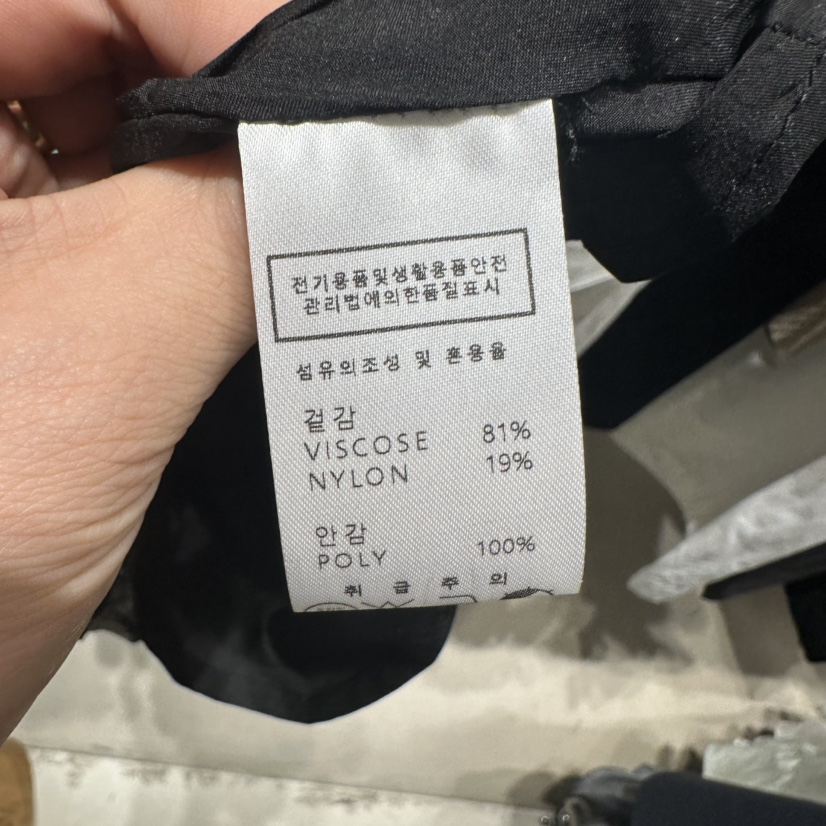 전기용품및생활용품안전
관리법에의한품질표시
섬유의조성 및 혼용율
겉감
VISCOSE 81%
NYLON 19%
안감
POLY 100%
취 급 주 의